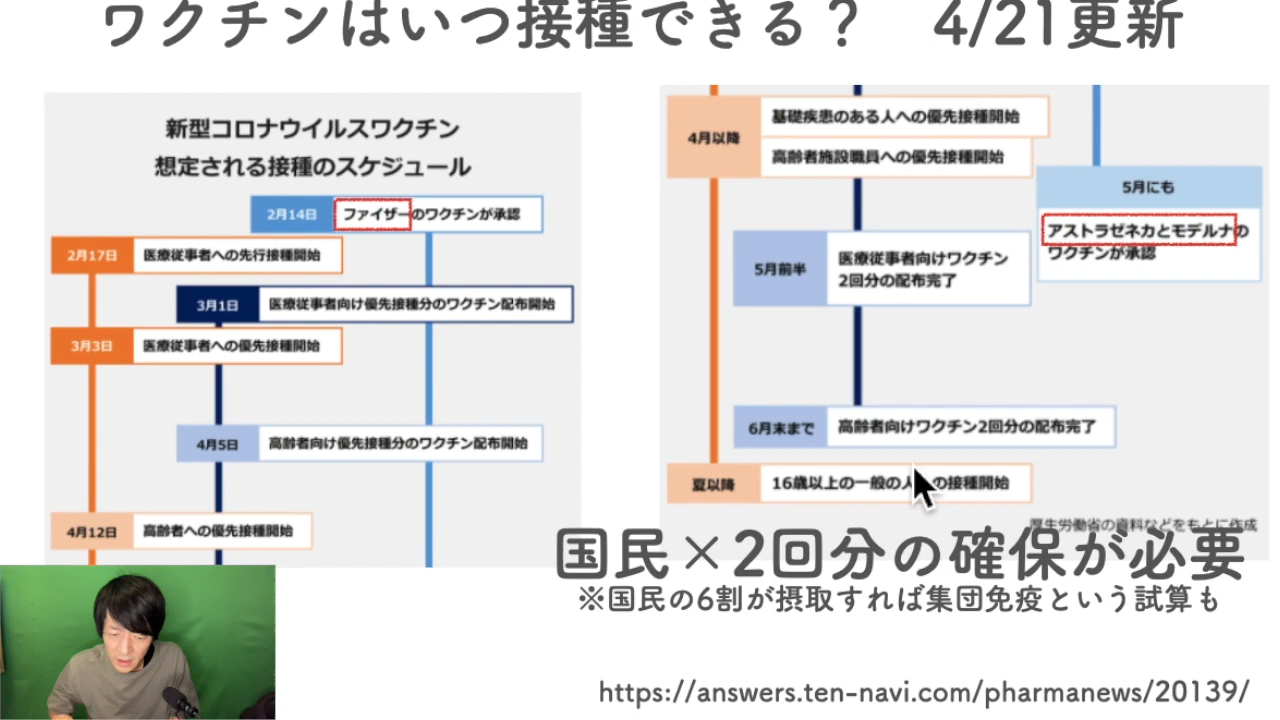 ワクチンはいつ接種できる？　4/21更新
新型コロナウイルスワクチン
想定される接種のスケジュール
2月14日 ファイザーのワクチンが承認
2月17日 医療従事者への先行接種開始
3月1日 医療従事者向け優先接種分のワクチン配布開始
3月3日 医療従事者への優先接種開始
4月5日 高齢者向け優先接種分のワクチン配布開始
4月12日 高齢者への優先接種開始
4月以降 基礎疾患のある人への優先接種開始
高齢者施設職員への優先接種開始
5月にも
アストラゼネカとモデルナの
ワクチンが承認
5月前半 医療従事者向けワクチン
2回分の配布完了
6月末まで 高齢者向けワクチン2回分の配布完了
夏以降 16歳以上の一般の人への接種開始
厚生労働省の資料などをもとに作成
国民×2回分の確保が必要
※国民の6割が摂取すれば集団免疫という試算も
https://answers.ten-navi.com/pharmanews/20139/